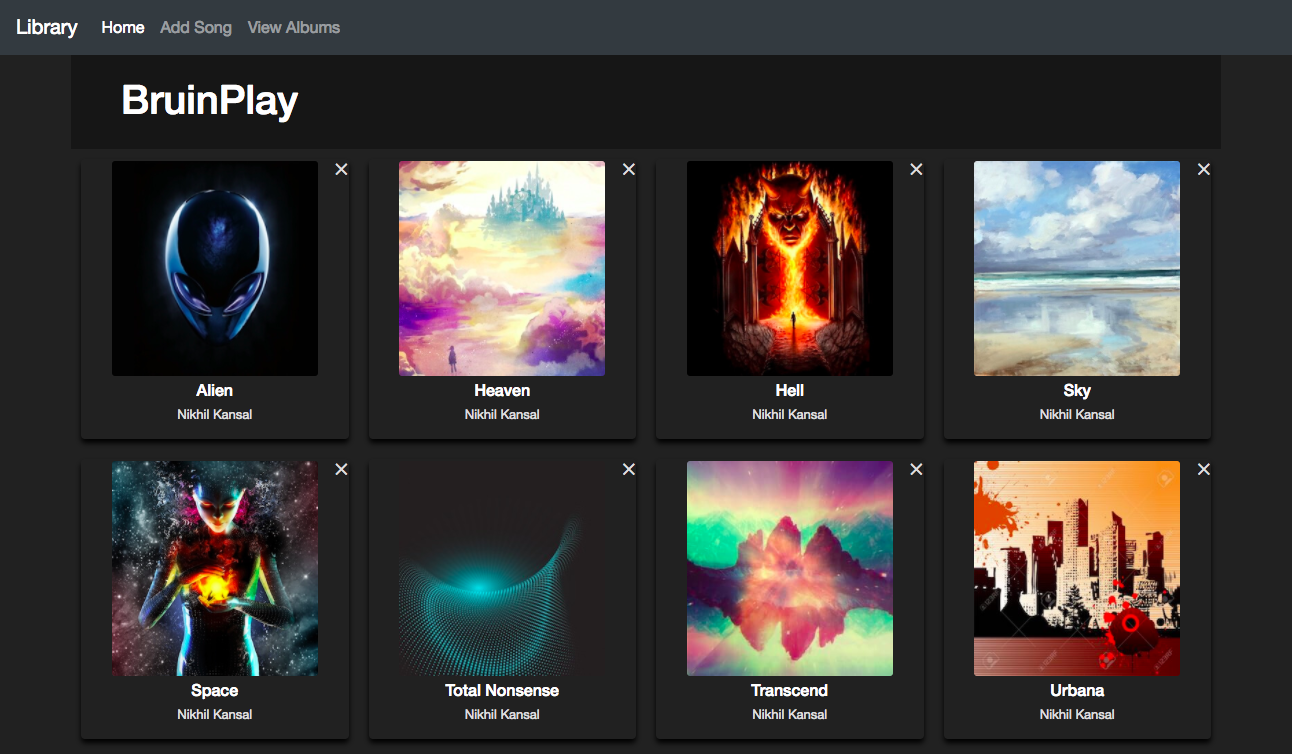 Library Home Add Song View Albums
BruinPlay
Alien Heaven Hell Sky
Nikhil Kansal Nikhil Kansal Nikhil Kansal Nikhil Kansal
Space Total Nonsense Transcend Urbana
Nikhil Kansal Nikhil Kansal Nikhil Kansal Nikhil Kansal